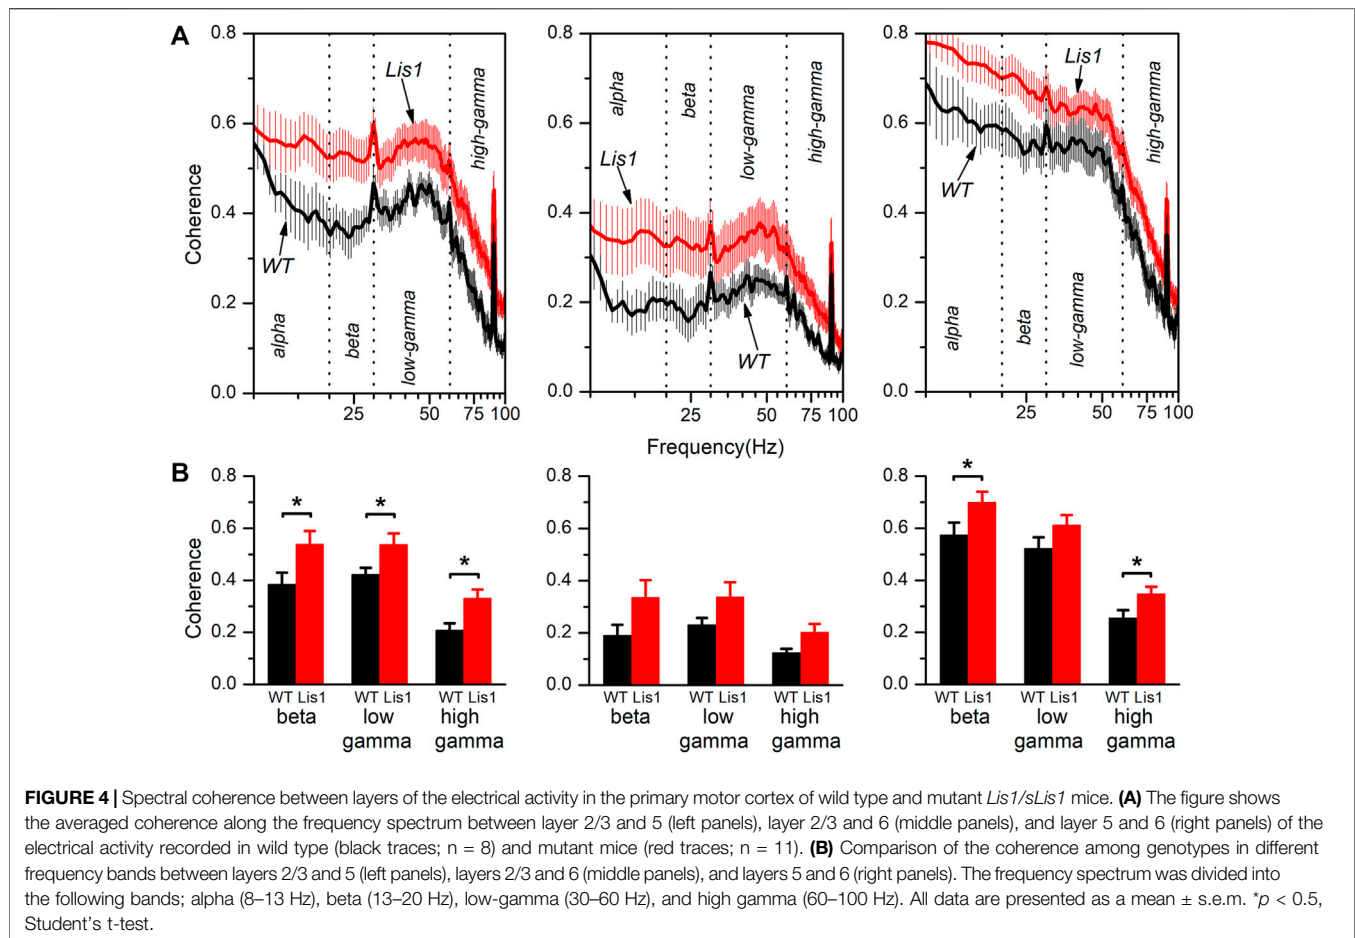 A
0.8
0.6
0.4
0.2
0.0
Coherence
Lis1
WT
alpha
beta
low-gamma
high-gamma
25
50
75 100
0.8
0.6
0.4
0.2
0.0
alpha
beta
low-gamma
high-gamma
Lis1
WT
25
50
75 100
Frequency(Hz)
0.8
0.6
0.4
0.2
0.0
Lis1
WT
alpha
beta
low-gamma
high-gamma
25
50
75 100
B
0.8
0.6
0.4
0.2
0.0
Coherence
* * *
WT Lis1 WT Lis1 WT Lis1
beta low high
gamma gamma
0.8
0.6
0.4
0.2
0.0
WT Lis1 WT Lis1 WT Lis1
beta low high
gamma gamma
0.8
0.6
0.4
0.2
0.0
* *
WT Lis1 WT Lis1 WT Lis1
beta low high
gamma gamma
FIGURE 4 | Spectral coherence between layers of the electrical activity in the primary motor cortex of wild type and mutant Lis1/sLis1 mice. (A) The figure shows
the averaged coherence along the frequency spectrum between layer 2/3 and 5 (left panels), layer 2/3 and 6 (middle panels), and layer 5 and 6 (right panels) of the
electrical activity recorded in wild type (black traces; n = 8) and mutant mice (red traces; n = 11). (B) Comparison of the coherence among genotypes in different
frequency bands between layers 2/3 and 5 (left panels), layers 2/3 and 6 (middle panels), and layers 5 and 6 (right panels). The frequency spectrum was divided into
the following bands; alpha (8–13 Hz), beta (13–20 Hz), low-gamma (30–60 Hz), and high gamma (60–100 Hz). All data are presented as a mean ± s.e.m. *p < 0.5,
Student's t-test.